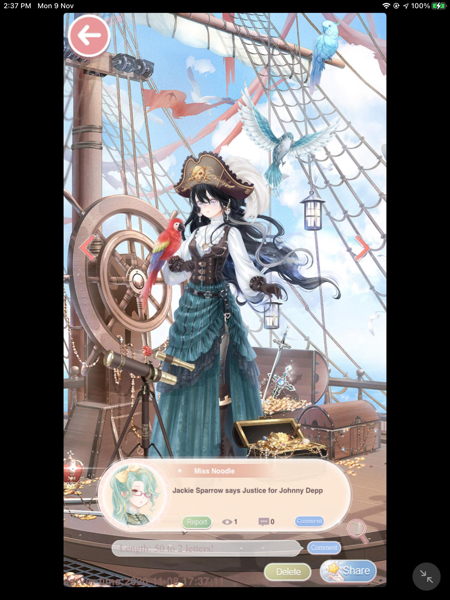 2:37 PM Mon 9 Nov
100%
Miss Noodle
Jackie Sparrow says Justice for Johnny Depp
Report
1
0
Comment
Delete
Share